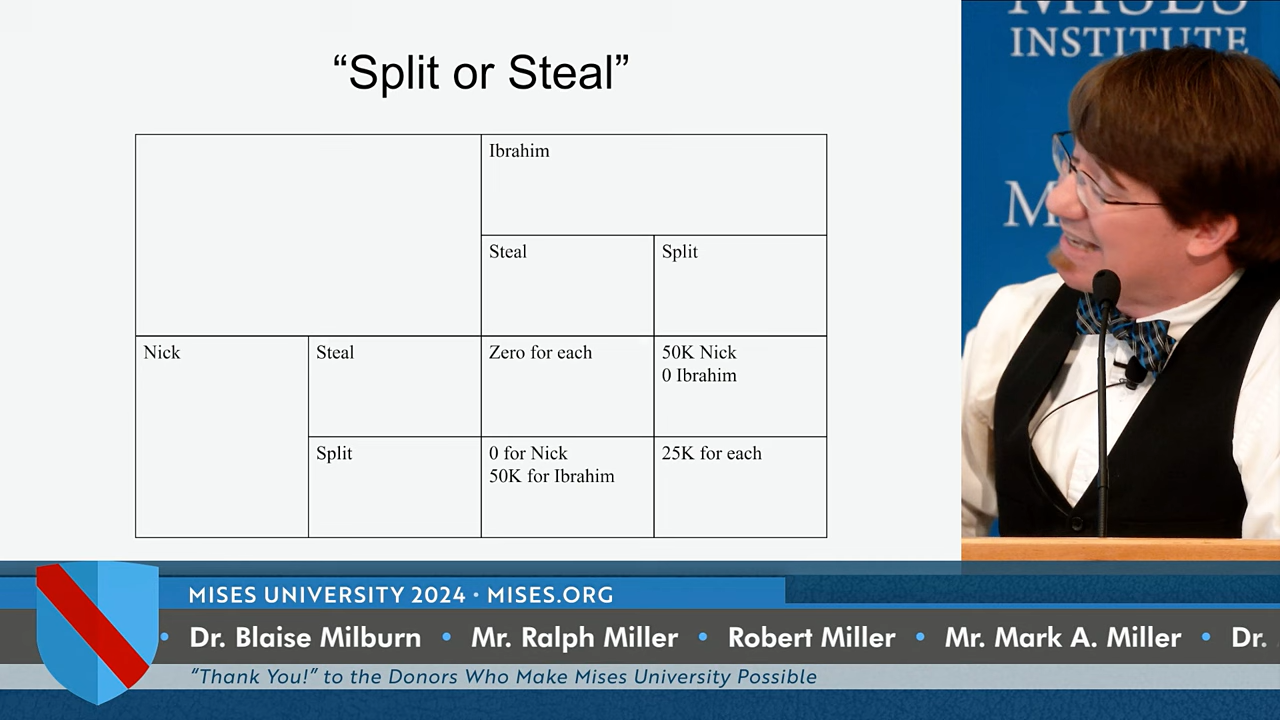 “Split or Steal”
Ibrahim
Steal
Split
Nick
Steal
Zero for each
50K Nick
0 Ibrahim
Split
0 for Nick
50K for Ibrahim
25K for each
MISES
INSTITUTE
M
MISES UNIVERSITY 2024 • MISES.ORG
• Dr. Blaise Milburn • Mr. Ralph Miller • Robert Miller • Mr. Mark A. Miller • Dr.
“Thank You!” to the Donors Who Make Mises University Possible